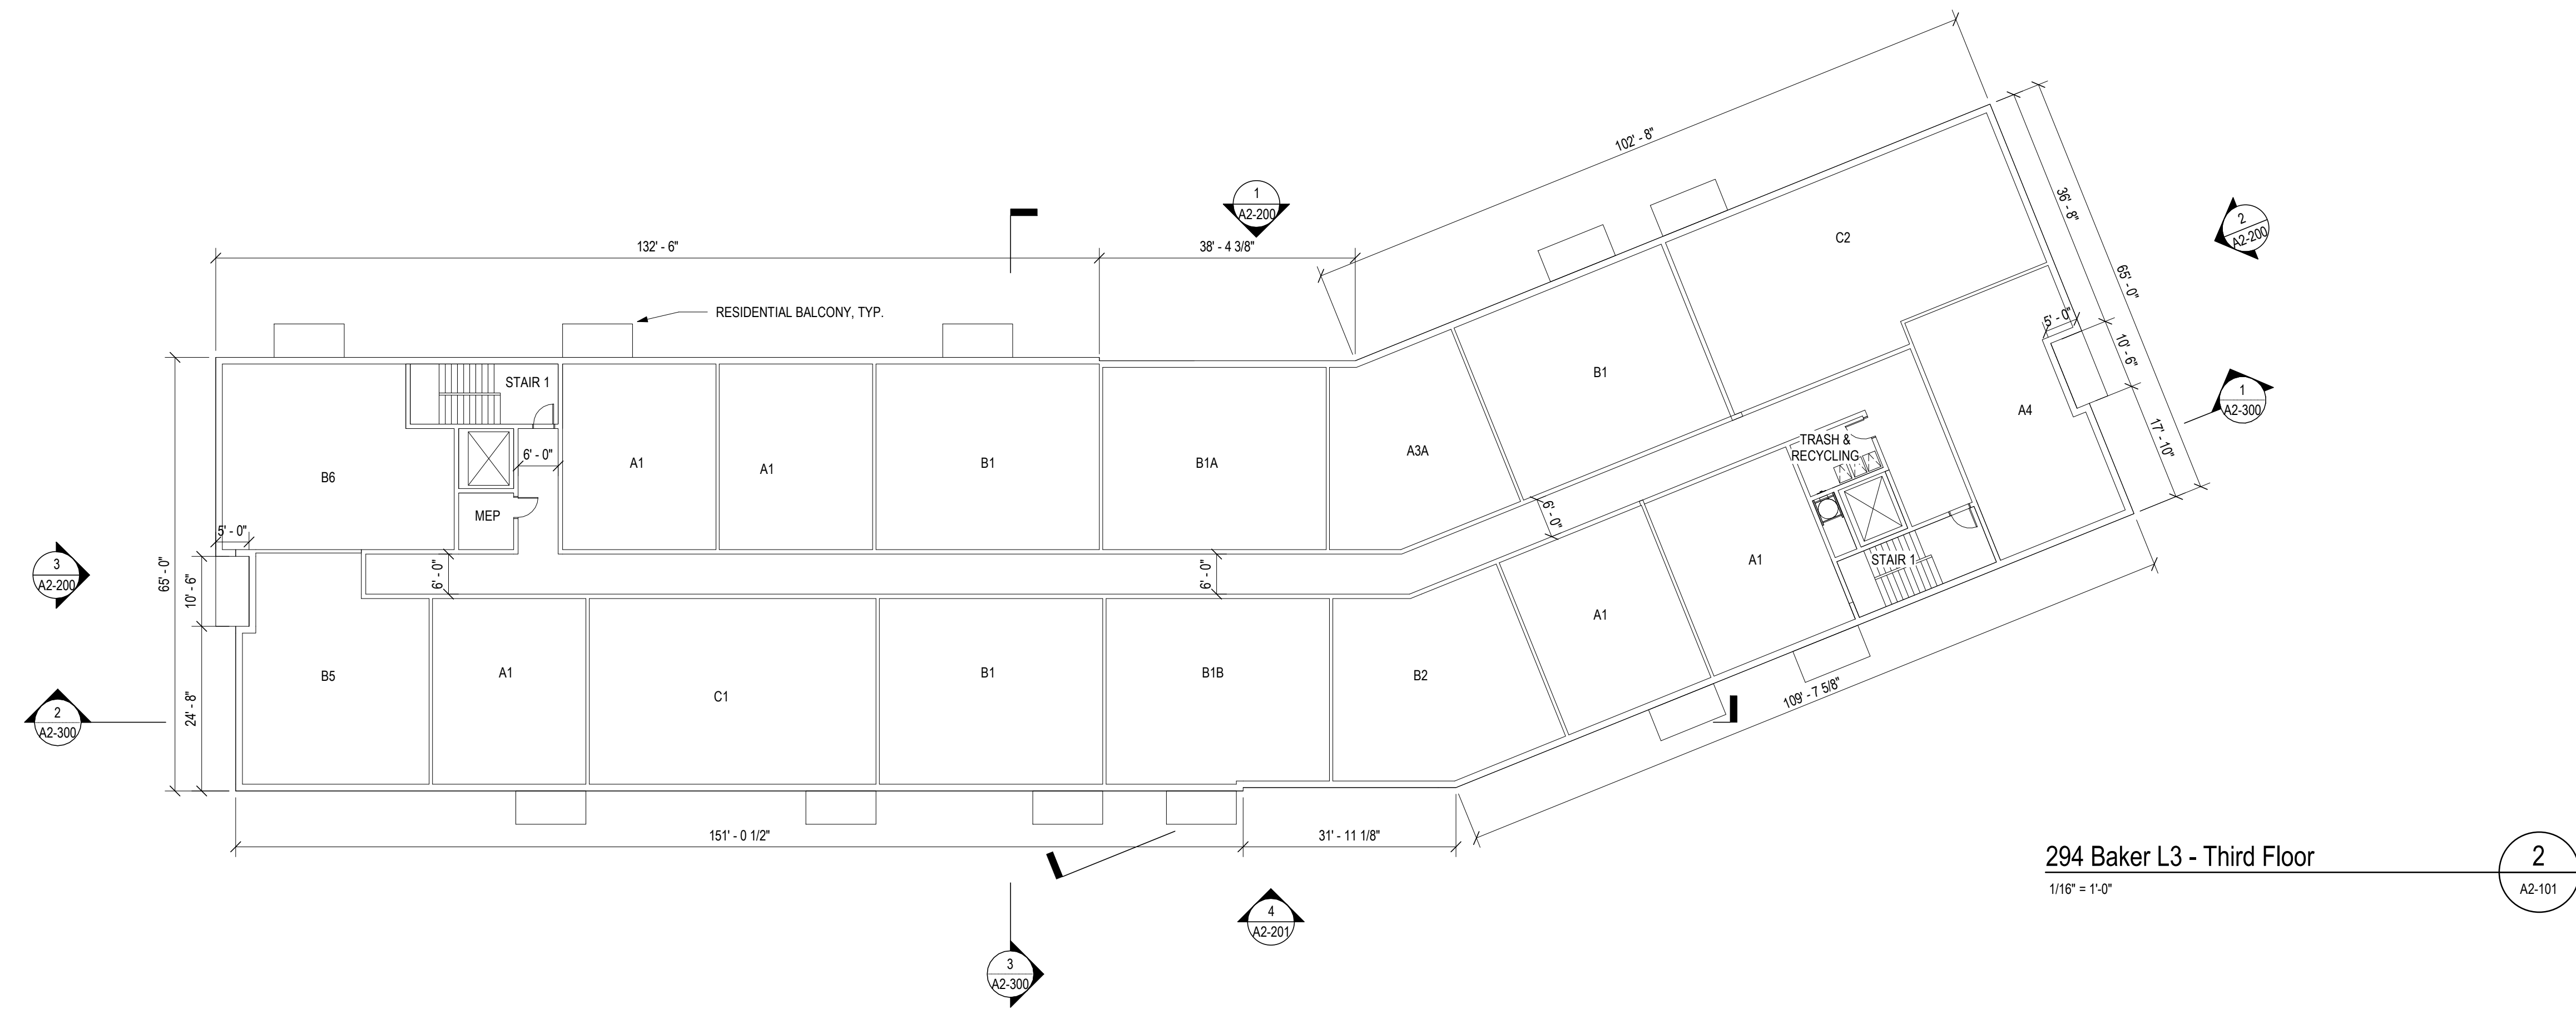 102' - 8"
36' - 8"
65' - 0"
1
A2-200
2
A2-200
132' - 6"
38' - 4 3/8"
C2
RESIDENTIAL BALCONY, TYP.
5' - 0"
10' - 6"
STAIR 1
B1
1
A2-300
A4
17' - 10"
6' - 0"
A1
A1
B1
B1A
A3A
TRASH &
RECYCLING
B6
MEP
6' - 0"
5' - 0"
3
A2-200
65' - 0"
10' - 6"
6' - 0"
6' - 0"
A1
STAIR 1
A1
B5
A1
C1
B1
B1B
B2
24' - 8"
2
A2-300
109' - 7 5/8"
151' - 0 1/2"
31' - 11 1/8"
294 Baker L3 - Third Floor
1/16" = 1'-0"
2
A2-101
4
A2-201
3
A2-300